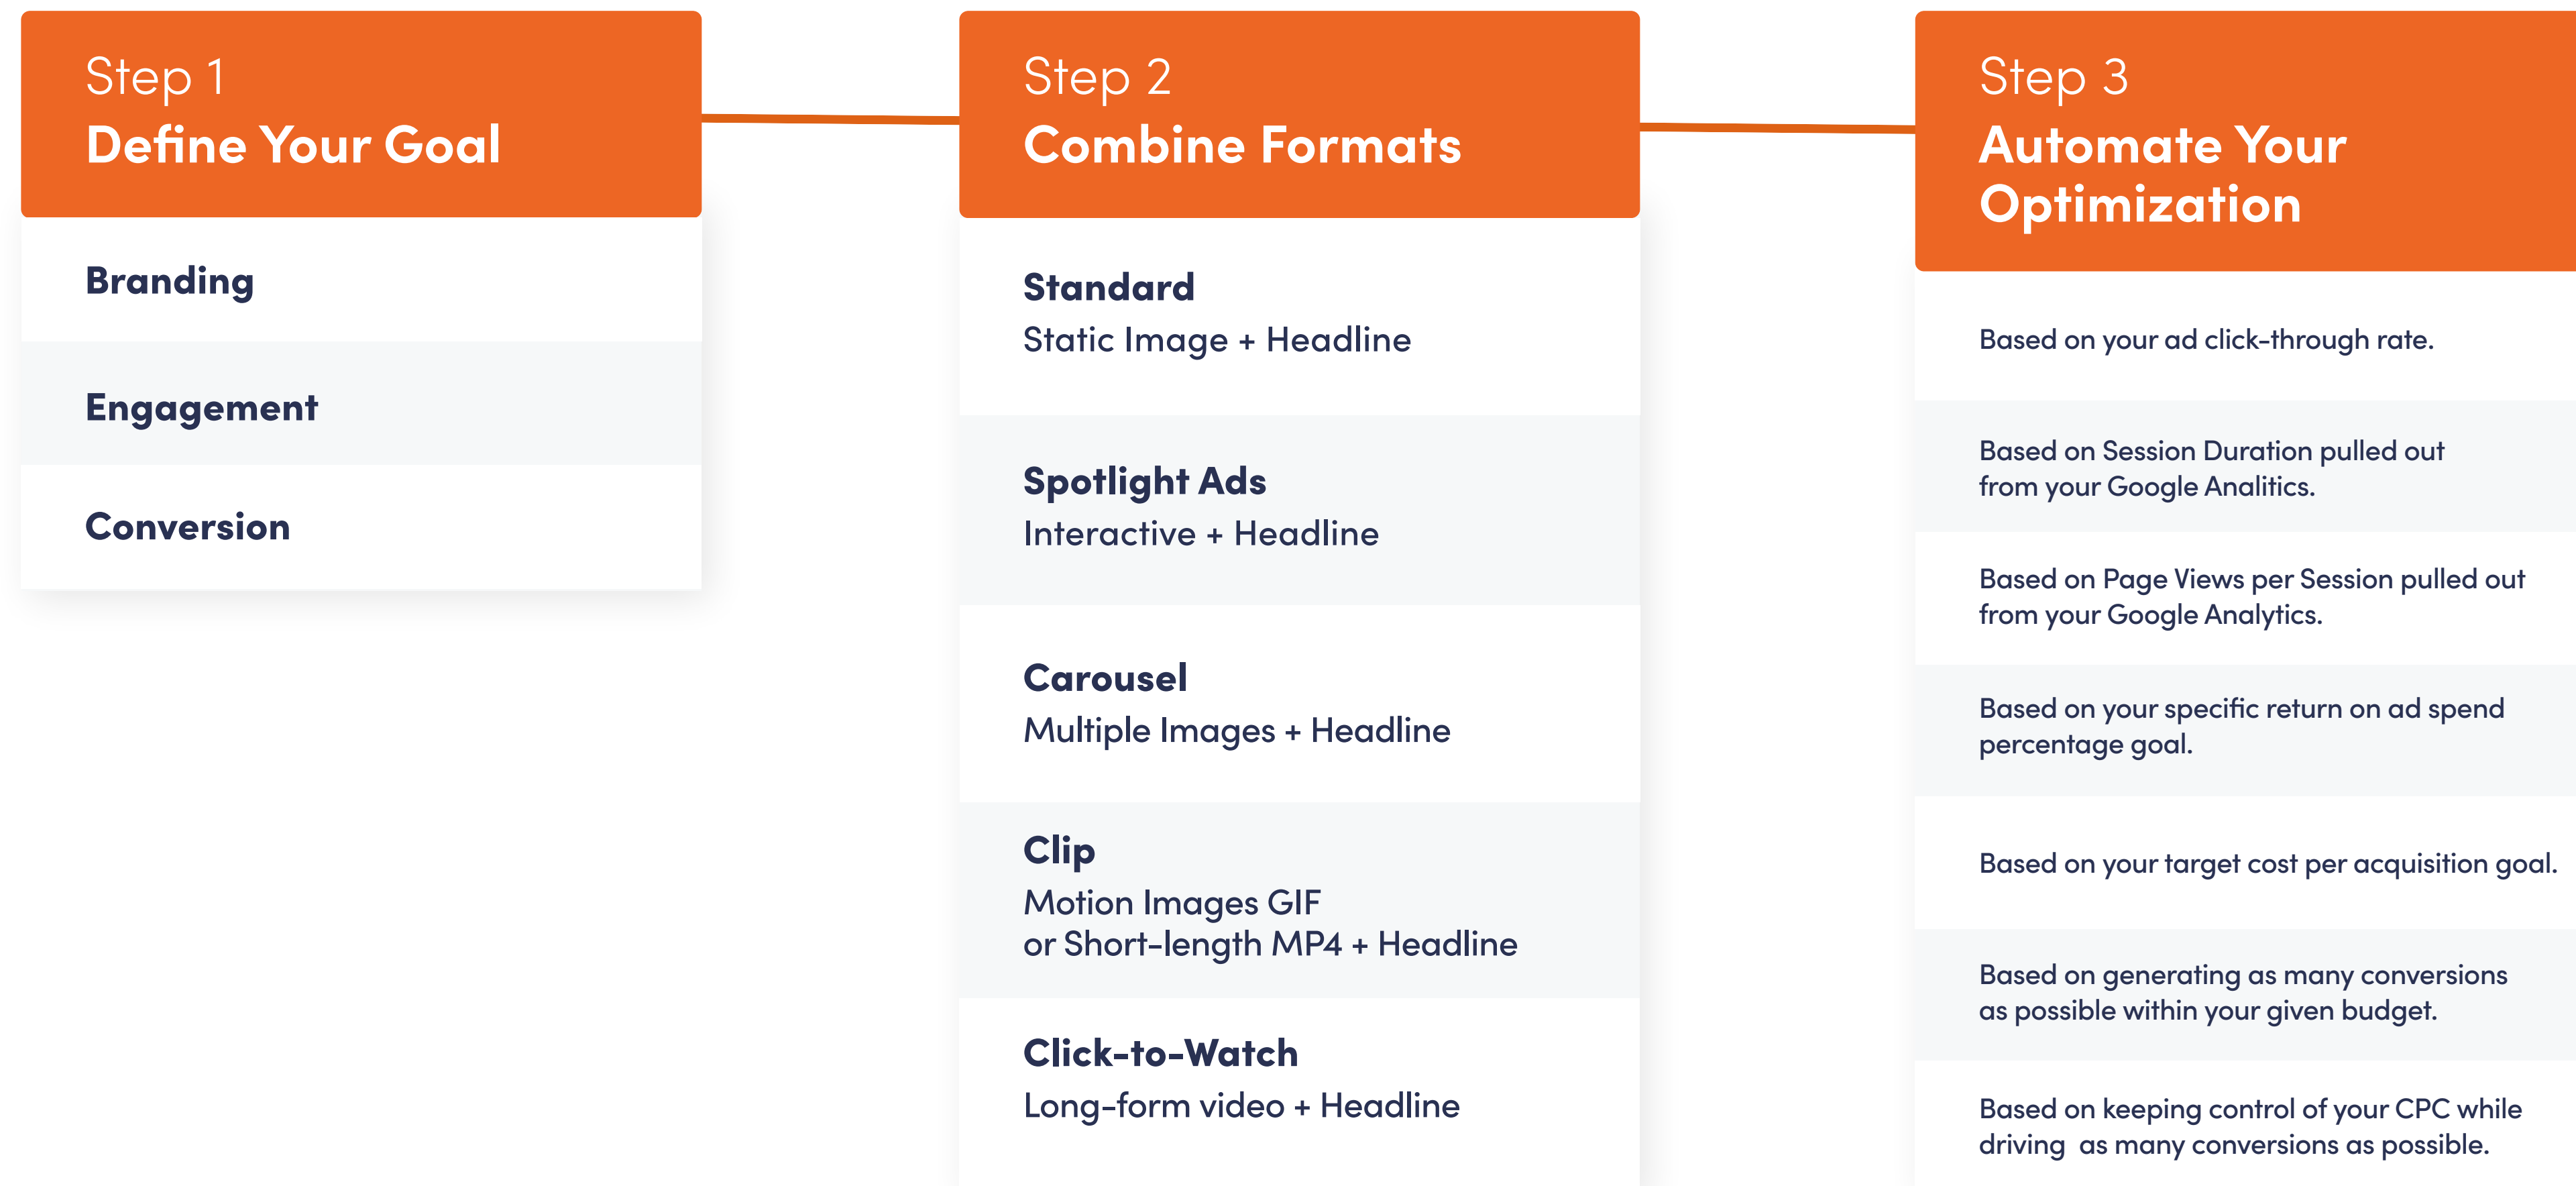 Step 1
Define Your Goal
Branding
Engagement
Conversion
Step 2
Combine Formats
Standard
Static Image + Headline
Spotlight Ads
Interactive + Headline
Carousel
Multiple Images + Headline
Clip
Motion Images GIF
or Short-length MP4 + Headline
Click-to-Watch
Long-form video + Headline
Step 3
Automate Your
Optimization
Based on your ad click-through rate.
Based on Session Duration pulled out
from your Google Analitics.
Based on Page Views per Session pulled out
from your Google Analytics.
Based on your specific return on ad spend
percentage goal.
Based on your target cost per acquisition goal.
Based on generating as many conversions
as possible within your given budget.
Based on keeping control of your CPC while
driving  as many conversions as possible.